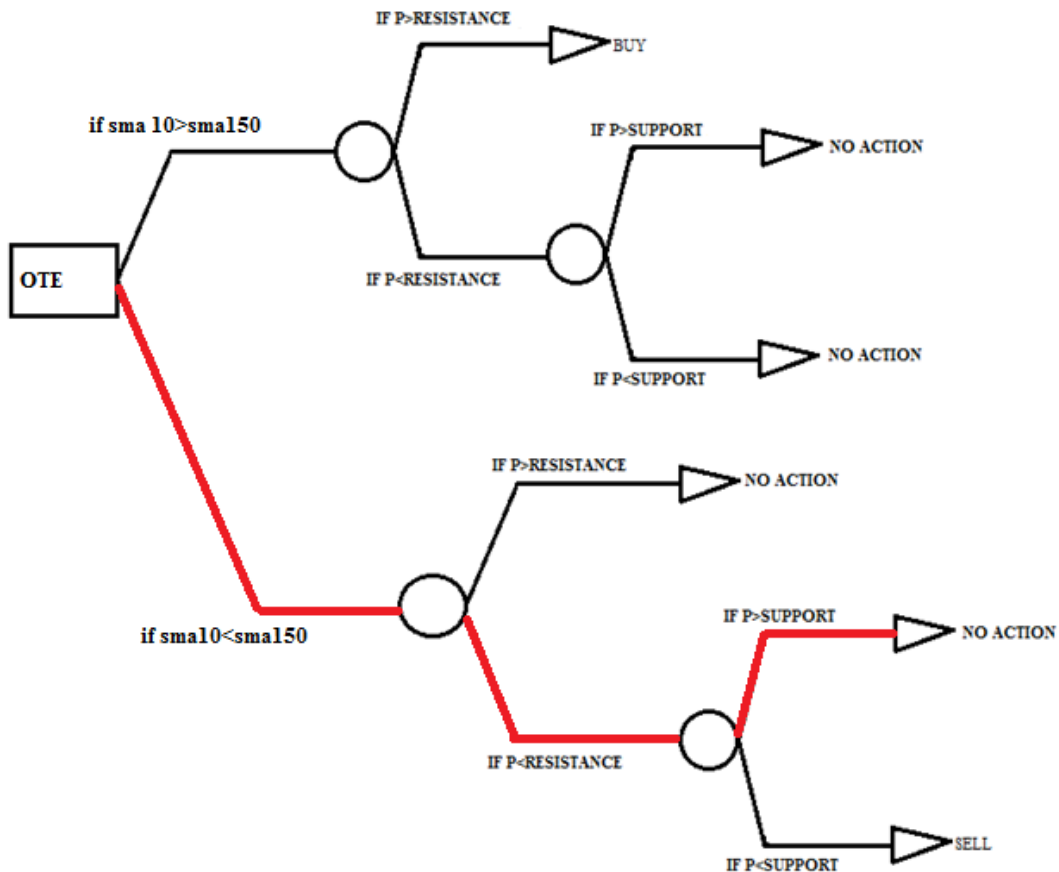 IF P>RESISTANCE
BUY
if sma 10>sma150
IF P>SUPPORT
NO ACTION
OTE
IF P<RESISTANCE
NO ACTION
IF P<SUPPORT
IF P>RESISTANCE
NO ACTION
IF P>SUPPORT
if sma10<sma150
NO ACTION
IF P<RESISTANCE
SELL
IF P<SUPPORT